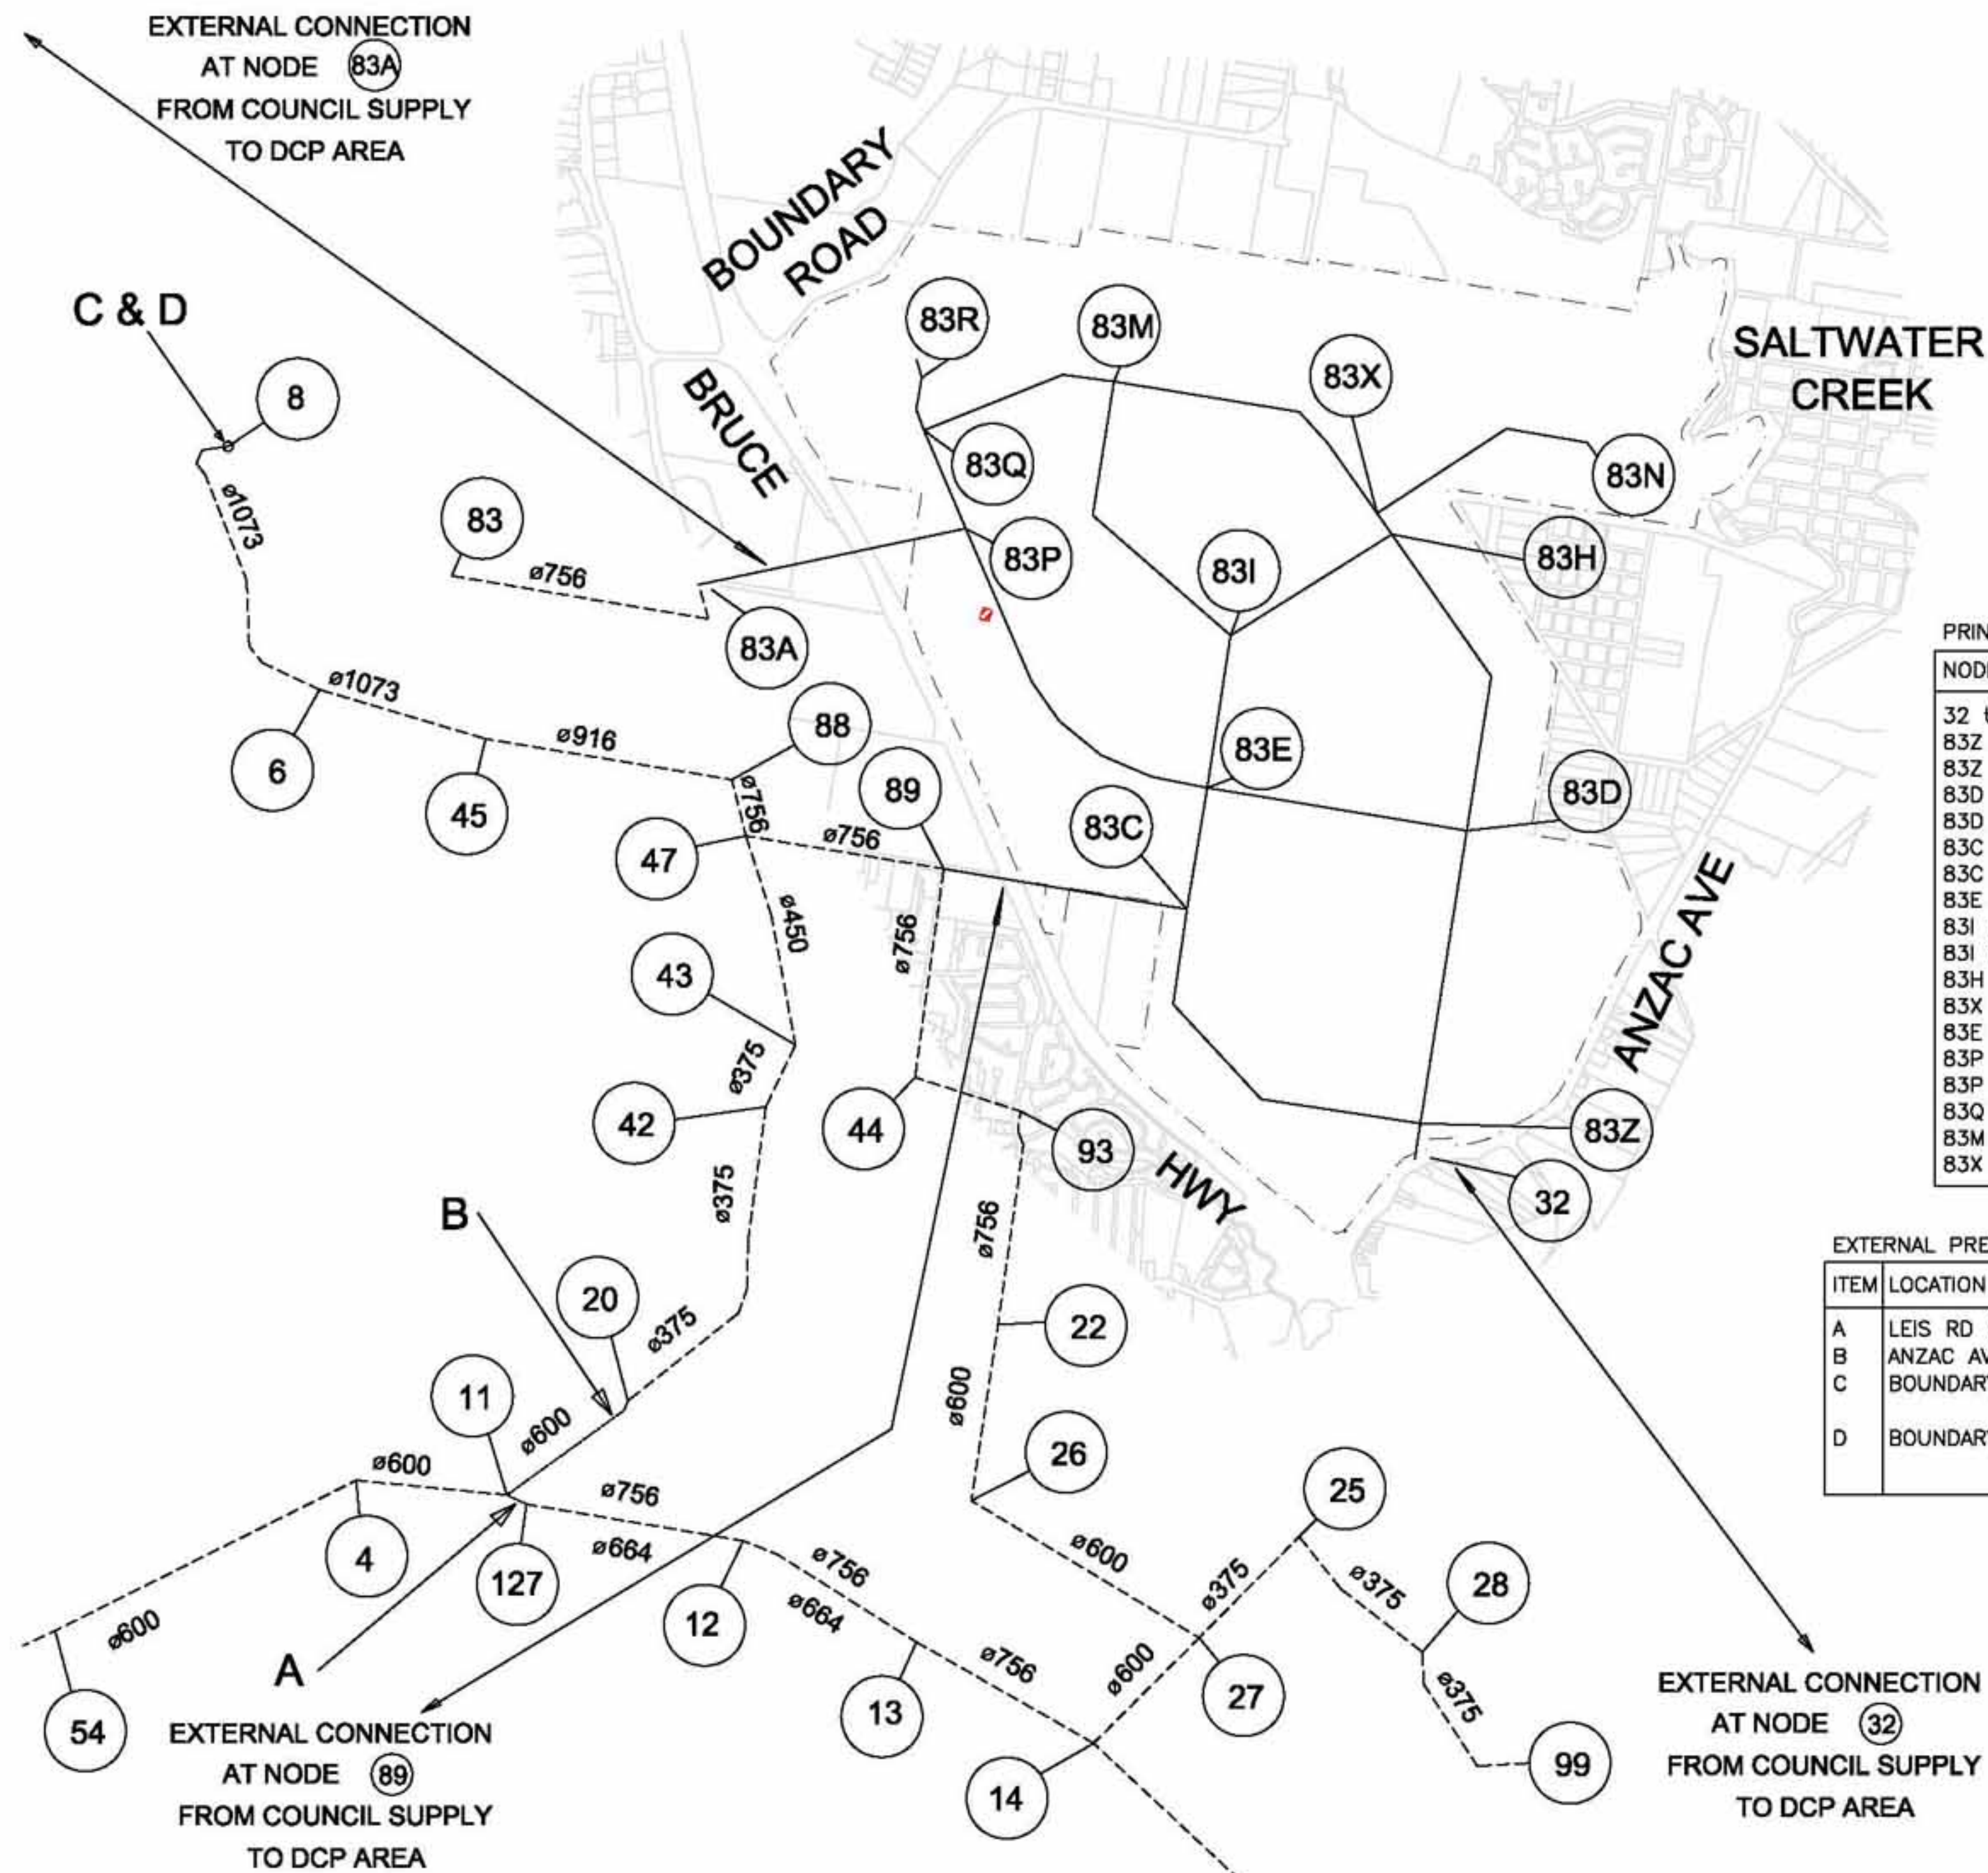 EXTERNAL CONNECTION
AT NODE 83A
FROM COUNCIL SUPPLY
TO DCP AREA
BOUNDARY
ROAD
C & D
8
ø1073
83
ø756
BRUCE
83R
83M
83X
SALTWATER
CREEK
83Q
83N
83P
83I
83H
83A
ø1073
6
ø916
45
88
ø756
89
83E
83C
83D
47
ø756
ø450
ø756
43
ø375
42
44
93
ANZAC AVE
83Z
HWY
32
ø375
B
20
ø375
ø756
22
11
ø600
ø600
ø600
26
25
ø756
4
127
ø664
12
ø756
ø664
ø600
ø375
ø375
28
ø600
54
A
13
ø756
ø600
27
ø375
99
14
EXTERNAL CONNECTION
AT NODE 89
FROM COUNCIL SUPPLY
TO DCP AREA
EXTERNAL CONNECTION
AT NODE 32
FROM COUNCIL SUPPLY
TO DCP AREA
32
83Z
83Z
83D
83D
83C
83C
83E
83I
83I
83H
83X
83E
83P
83P
83Q
83M
83X
EXTERNAL
ITEM LOCATION
A LEIS RD
B ANZAC
C
D